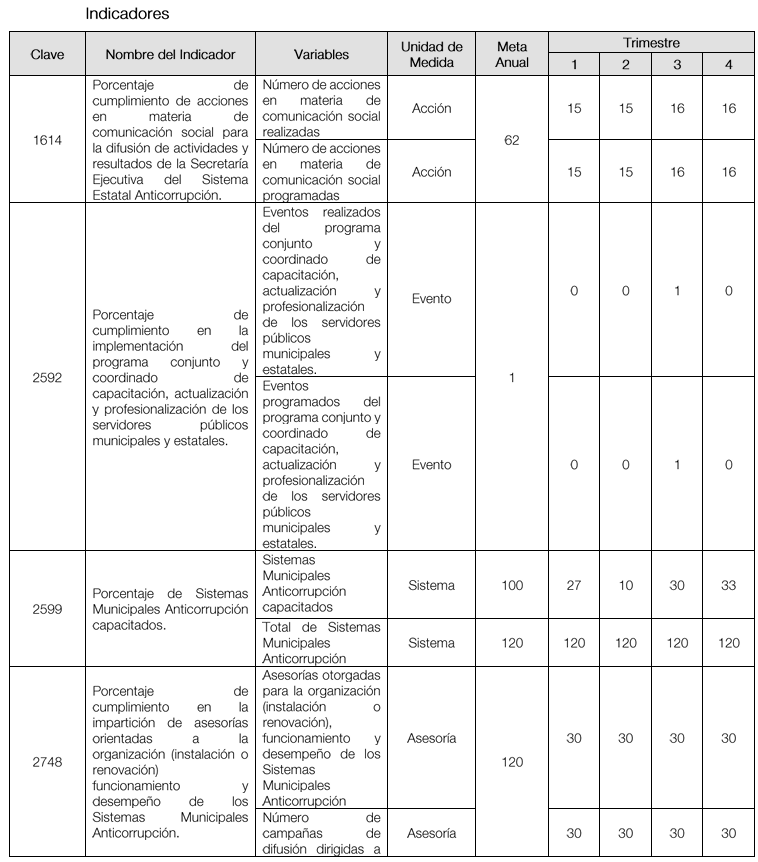 Indicadores
Clave
Nombre del Indicador
Variables
Unidad de
Medida
Meta
Anual
Trimestre
1 2 3 4
1614
Porcentaje de
cumplimiento de acciones
en materia de
comunicación social para
la difusión de actividades y
resultados de la Secretaría
Ejecutiva del Sistema
Estatal Anticorrupción.
Número de acciones
en materia de
comunicación social
realizadas
Acción
62
15 15 16 16
Número de acciones
en materia de
comunicación social
programadas
Acción
15 15 16 16
2592
Porcentaje de
cumplimiento en la
implementación del
programa conjunto y
coordinado de
capacitación, actualización
y profesionalización de los
servidores públicos
municipales y estatales.
Eventos realizados
del programa
conjunto y
coordinado de
capacitación,
actualización y
profesionalización
de los servidores
públicos
municipales y
estatales.
Evento
1
0 0 1 0
Eventos
programados del
programa conjunto y
coordinado de
capacitación,
actualización y
profesionalización
de los servidores
públicos
municipales y
estatales.
Evento
0 0 1 0
2599
Porcentaje de Sistemas
Municipales Anticorrupción
capacitados.
Sistemas
Municipales
Anticorrupción
capacitados
Sistema
100
27 10 30 33
Total de Sistemas
Municipales
Anticorrupción
Sistema
120
120 120 120 120
2748
Porcentaje de
cumplimiento en la
impartición de asesorías
orientadas a la
organización (instalación o
renovación)
funcionamiento y
desempeño de los
Sistemas Municipales
Anticorrupción.
Asesorías otorgadas
para la organización
(instalación o
renovación),
funcionamiento y
desempeño de los
Sistemas
Municipales
Anticorrupción
Asesoría
120
30 30 30 30
Número de
campañas de
difusión dirigidas a
Asesoría
30 30 30 30